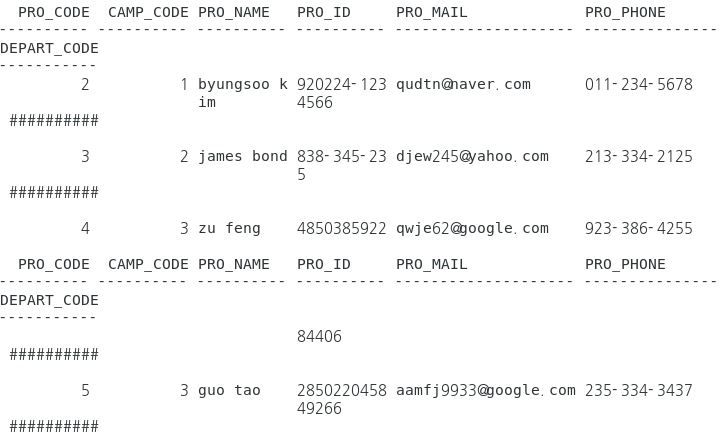 PRO_CODE CAMP_CODE PRO_NAME PRO_ID PRO_MAIL PRO_PHONE
---------- ---------- ---------- ---------- -------------------- ---------------
DEPART_CODE
-----------
2 1 byungsoo k 920224-123 qudtn@naver.com 011-234-5678
im 4566
##########
3 2 james bond 838-345-23 djew245@yahoo.com 213-334-2125
5
##########
4 3 zu feng 4850385922 qwje62@google.com 923-386-4255
PRO_CODE CAMP_CODE PRO_NAME PRO_ID PRO_MAIL PRO_PHONE
---------- ---------- ---------- ---------- -------------------- ---------------
DEPART_CODE
-----------
84406
##########
5 3 guo tao 2850220458 aamfj9933@google.com 235-334-3437
49266
##########